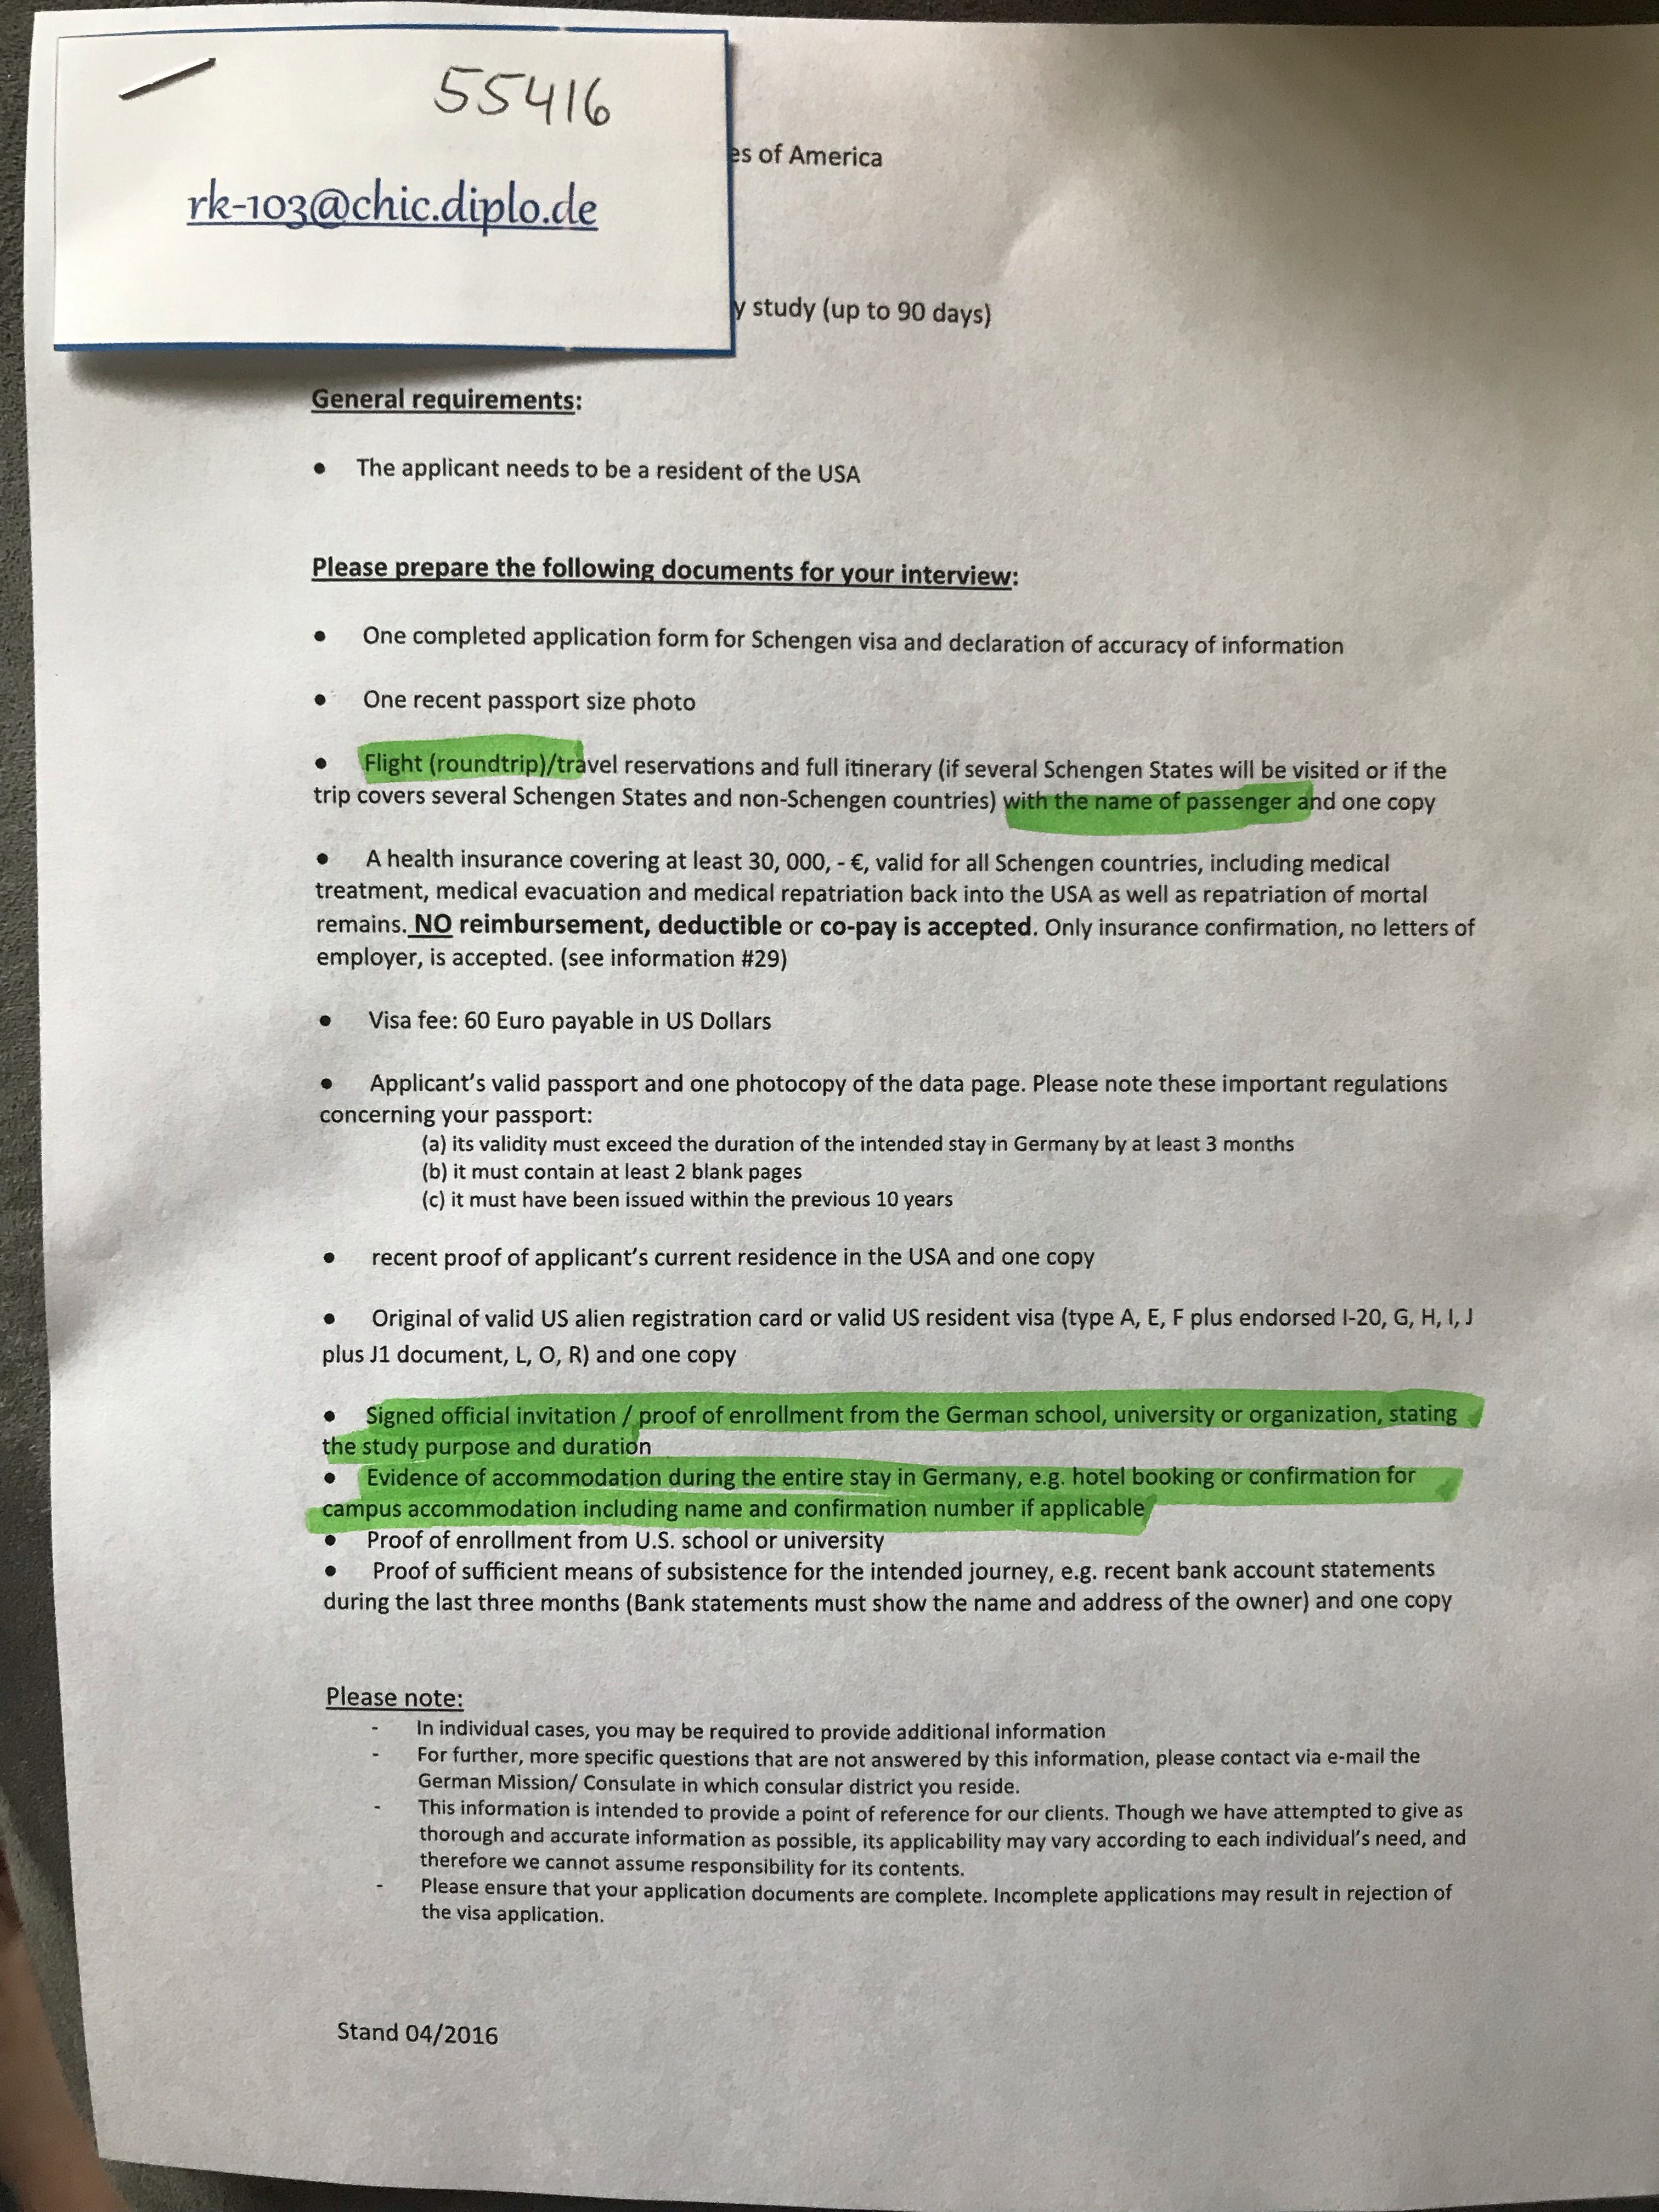 55416
rk-103@chic.diplo.de
es of America
y study (up to 90 days)
General requirements:
• The applicant needs to be a resident of the USA
Please prepare the following documents for your interview:
• One completed application form for Schengen visa and declaration of accuracy of information
• One recent passport size photo
• Flight (roundtrip)/travel reservations and full itinerary (if several Schengen States will be visited or if the
trip covers several Schengen States and non-Schengen countries) with the name of passenger and one copy
• A health insurance covering at least 30, 000, - €, valid for all Schengen countries, including medical
treatment, medical evacuation and medical repatriation back into the USA as well as repatriation of mortal
remains. NO reimbursement, deductible or co-pay is accepted. Only insurance confirmation, no letters of
employer, is accepted. (see information #29)
• Visa fee: 60 Euro payable in US Dollars
• Applicant's valid passport and one photocopy of the data page. Please note these important regulations
concerning your passport:
(a) its validity must exceed the duration of the intended stay in Germany by at least 3 months
(b) it must contain at least 2 blank pages
(c) it must have been issued within the previous 10 years
• recent proof of applicant's current residence in the USA and one copy
• Original of valid US alien registration card or valid US resident visa (type A, E, F plus endorsed I-20, G, H, I, J
plus J1 document, L, O, R) and one copy
• Signed official invitation / proof of enrollment from the German school, university or organization, stating
the study purpose and duration
• Evidence of accommodation during the entire stay in Germany, e.g. hotel booking or confirmation for
campus accommodation including name and confirmation number if applicable
• Proof of enrollment from U.S. school or university
• Proof of sufficient means of subsistence for the intended journey, e.g. recent bank account statements
during the last three months (Bank statements must show the name and address of the owner) and one copy
Please note:
- In individual cases, you may be required to provide additional information
- For further, more specific questions that are not answered by this information, please contact via e-mail the
German Mission/ Consulate in which consular district you reside.
- This information is intended to provide a point of reference for our clients. Though we have attempted to give as
thorough and accurate information as possible, its applicability may vary according to each individual's need, and
therefore we cannot assume responsibility for its contents.
- Please ensure that your application documents are complete. Incomplete applications may result in rejection of
the visa application.
Stand 04/2016